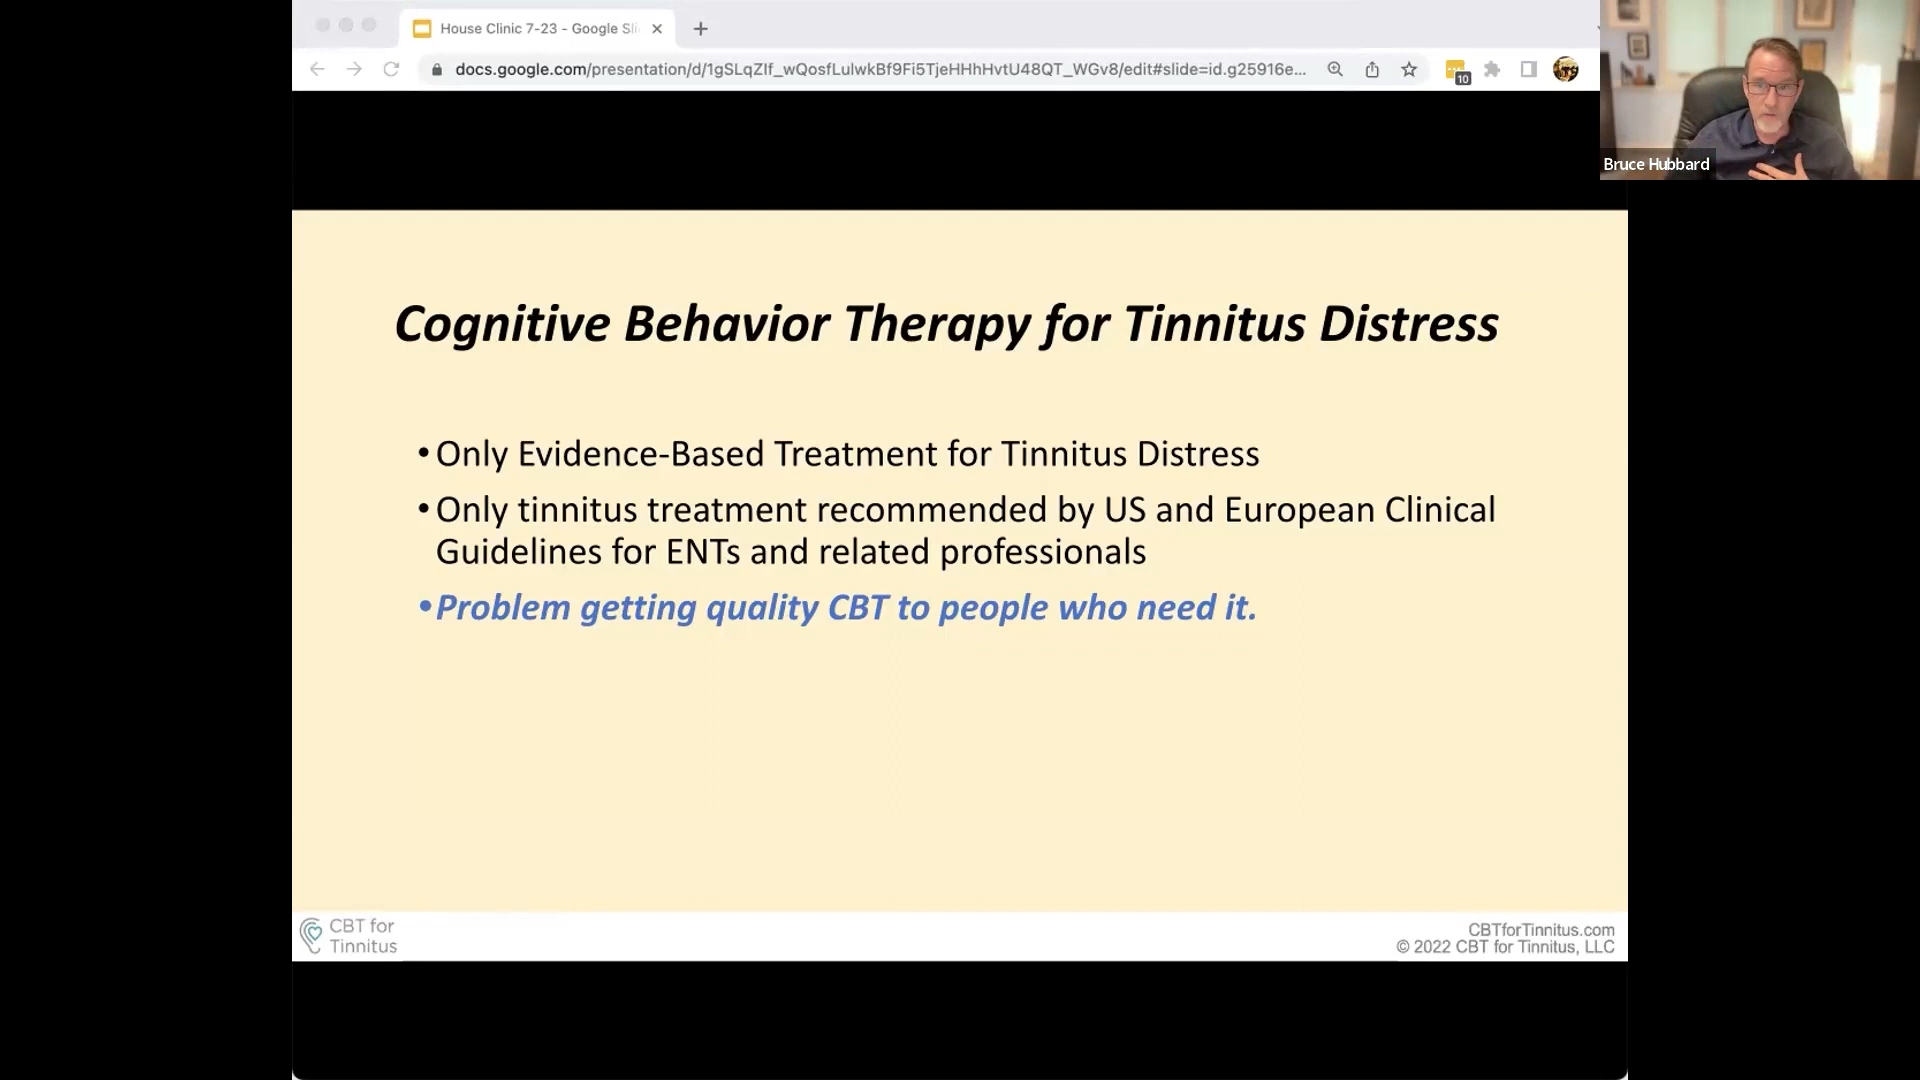 House Clinic 7-23 - Google Sli
docs.google.com/presentation/d/1gSLqZIf_wQosfLulwkBf9Fi5TjeHHhHvtU48QT_WGv8/edit#slide=id.g25916e...
10
Bruce Hubbard
Cognitive Behavior Therapy for Tinnitus Distress
•Only Evidence-Based Treatment for Tinnitus Distress
•Only tinnitus treatment recommended by US and European Clinical
Guidelines for ENTs and related professionals
•Problem getting quality CBT to people who need it.
CBT for
Tinnitus
CBTforTinnitus.com
© 2022 CBT for Tinnitus, LLC